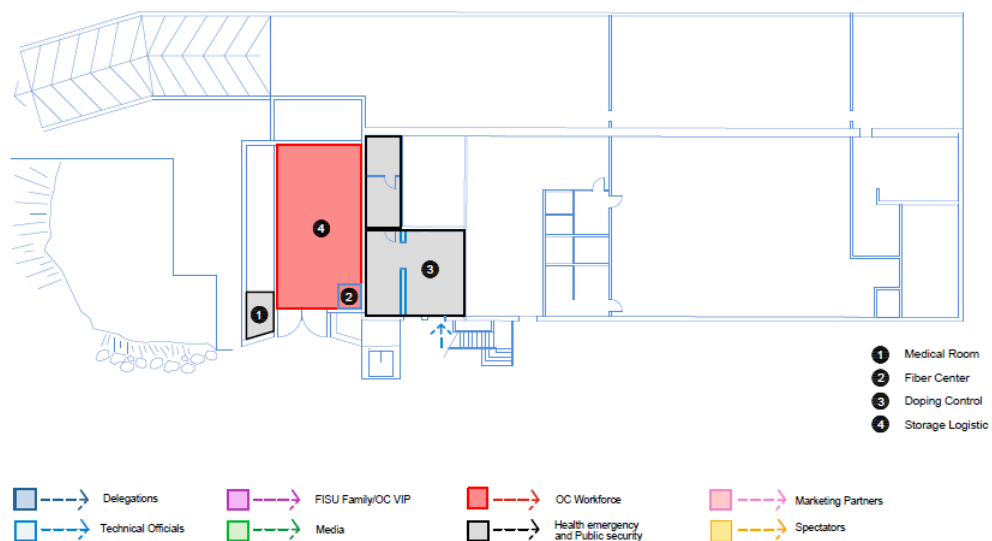 4
3
2
1
1 Medical Room
2 Fiber Center
3 Doping Control
4 Storage Logistic
Delegations
FISU Family/OC VIP
OC Workforce
Marketing Partners
Technical Officials
Media
Health emergency
and Public security
Spectators